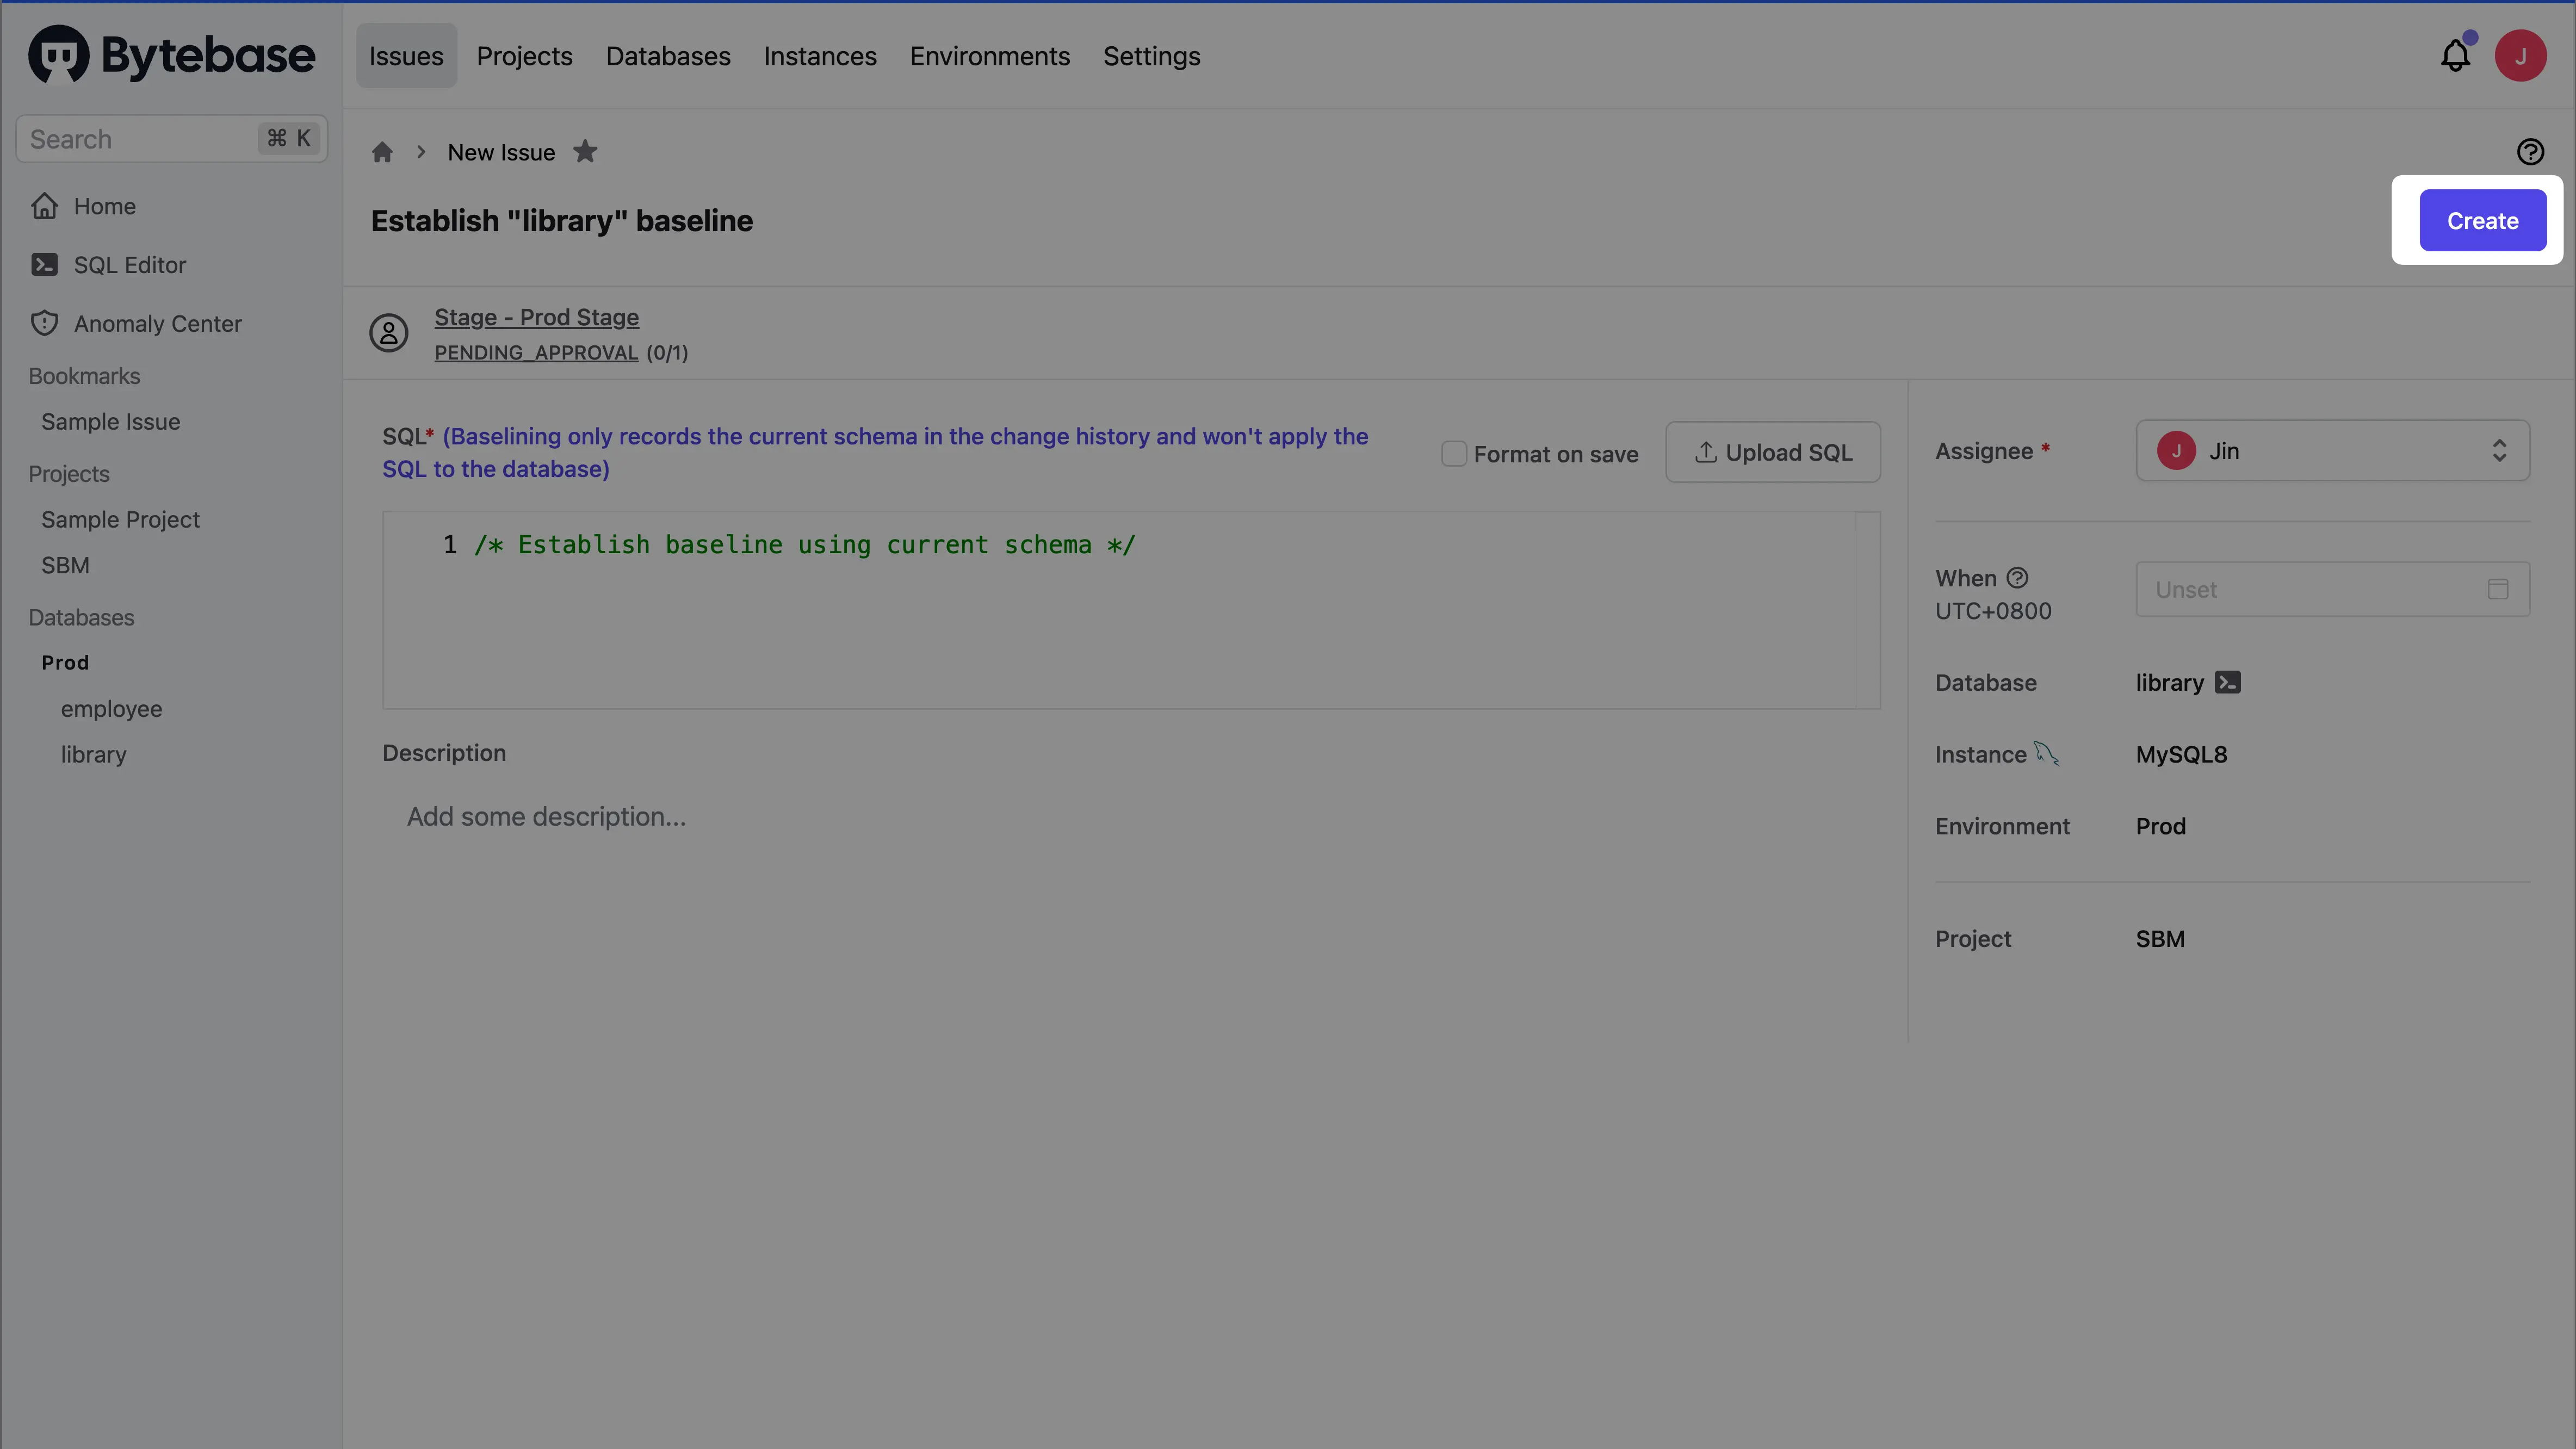 Bytebase
Issues Projects Databases Instances Environments Settings
J
Search ⌘ K
Home
SQL Editor
Anomaly Center
Bookmarks
Sample Issue
Projects
Sample Project
SBM
Databases
Prod
employee
library
New Issue
Establish "library" baseline
Create
Stage - Prod Stage
PENDING_APPROVAL (0/1)
SQL* (Baselining only records the current schema in the change history and won't apply the
SQL to the database)
Format on save
Upload SQL
1 /* Establish baseline using current schema */
Description
Add some description...
Assignee * J Jin
When
UTC+0800
Unset
Database library
Instance MySQL8
Environment Prod
Project SBM